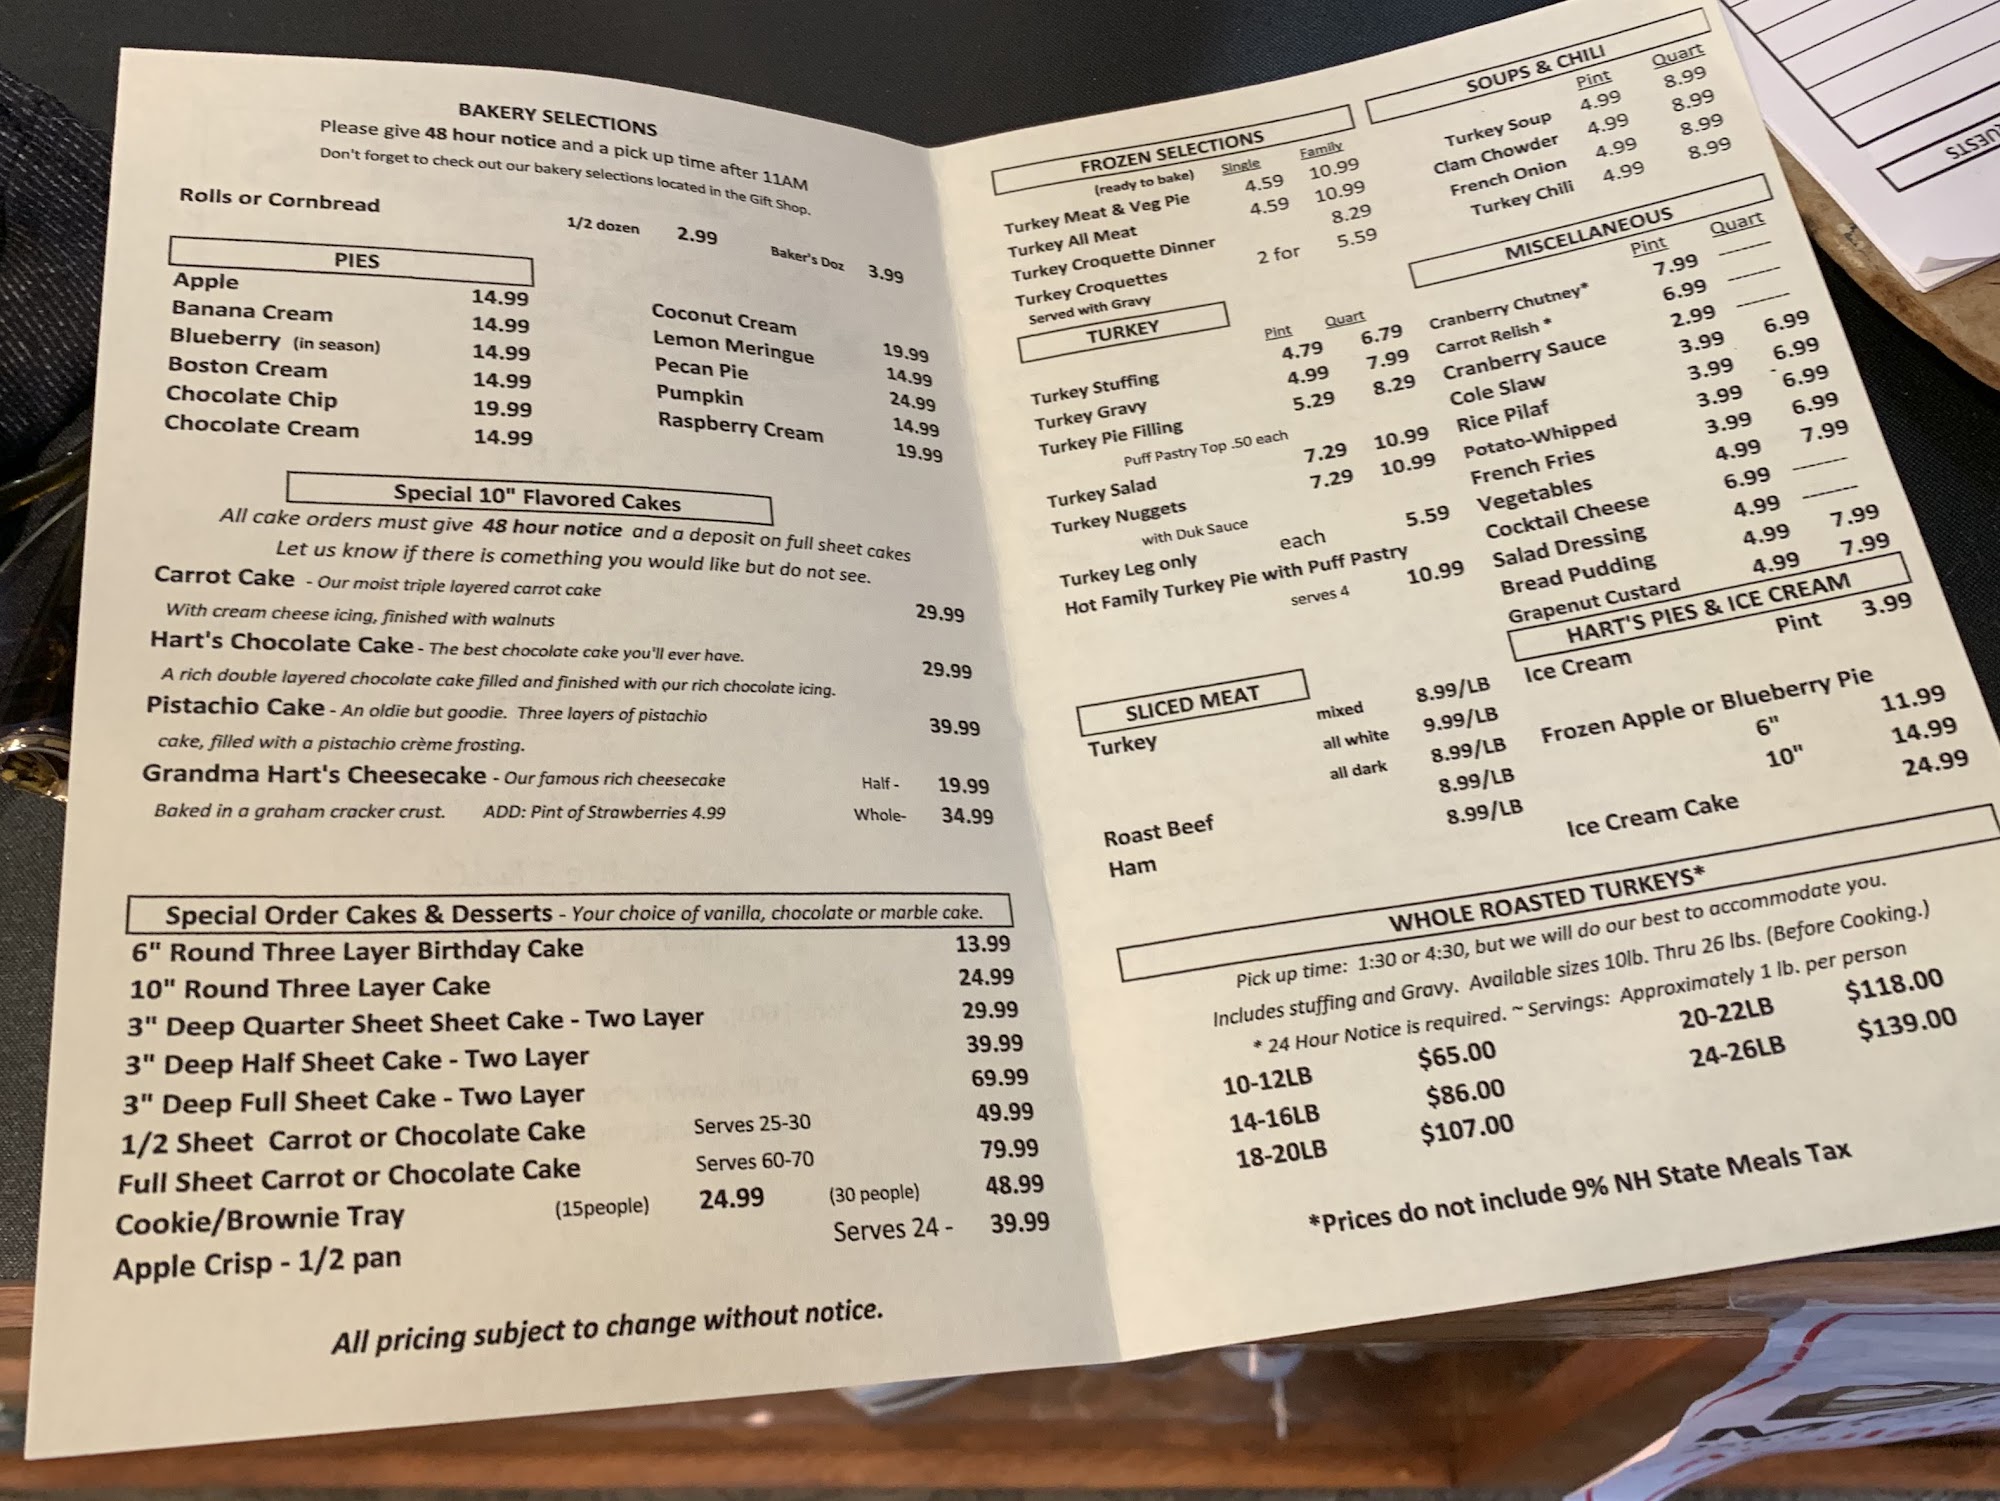 BAKERY SELECTIONS
Please give 48 hour notice and a pick up time after 11AM
Don't forget to check out our bakery selections located in the Gift Shop.
Rolls or Cornbread 1/2 dozen 2.99 Baker's Doz 3.99
PIES
Apple 14.99 Coconut Cream 19.99
Banana Cream 14.99 Lemon Meringue 14.99
Blueberry (in season) 14.99 Pecan Pie 24.99
Boston Cream 14.99 Pumpkin 14.99
Chocolate Chip 19.99 Raspberry Cream 19.99
Chocolate Cream 14.99
Special 10" Flavored Cakes
All cake orders must give 48 hour notice and a deposit on full sheet cakes
Let us know if there is comething you would like but do not see.
Carrot Cake - Our moist triple layered carrot cake
With cream cheese icing, finished with walnuts 29.99
Hart's Chocolate Cake - The best chocolate cake you'll ever have.
A rich double layered chocolate cake filled and finished with our rich chocolate icing. 29.99
Pistachio Cake - An oldie but goodie. Three layers of pistachio
cake, filled with a pistachio crème frosting. 39.99
Grandma Hart's Cheesecake - Our famous rich cheesecake Half - 19.99
Baked in a graham cracker crust. ADD: Pint of Strawberries 4.99 Whole- 34.99
Special Order Cakes & Desserts - Your choice of vanilla, chocolate or marble cake.
6" Round Three Layer Birthday Cake 13.99
10" Round Three Layer Cake 24.99
3" Deep Quarter Sheet Sheet Cake - Two Layer 29.99
3" Deep Half Sheet Cake - Two Layer 39.99
3" Deep Full Sheet Cake - Two Layer 69.99
1/2 Sheet Carrot or Chocolate Cake Serves 25-30 49.99
Full Sheet Carrot or Chocolate Cake Serves 60-70 79.99
Cookie/Brownie Tray (15people) 24.99 (30 people) 48.99
Apple Crisp - 1/2 pan Serves 24 - 39.99
All pricing subject to change without notice.
FROZEN SELECTIONS
(ready to bake) Single Family
Turkey Meat & Veg Pie 4.59 10.99
Turkey All Meat 4.59 10.99
Turkey Croquette Dinner 8.29
Turkey Croquettes 2 for 5.59
Served with Gravy
TURKEY
Pint Quart
Turkey Stuffing 4.79 6.79
Turkey Gravy 4.99 7.99
Turkey Pie Filling 5.29 8.29
Puff Pastry Top .50 each
Turkey Salad 7.29 10.99
Turkey Nuggets 7.29 10.99
with Duk Sauce
Turkey Leg only each 5.59
Hot Family Turkey Pie with Puff Pastry
serves 4 10.99
SLICED MEAT
Turkey mixed 8.99/LB
all white 9.99/LB
all dark 8.99/LB
Roast Beef 8.99/LB
Ham 8.99/LB
SOUPS & CHILI
Pint Quart
Turkey Soup 4.99 8.99
Clam Chowder 4.99 8.99
French Onion 4.99 8.99
Turkey Chili 4.99 8.99
MISCELLANEOUS
Pint Quart
Cranberry Chutney* 7.99 -------
Carrot Relish * 6.99 -------
Cranberry Sauce 2.99 -------
Cole Slaw 3.99 6.99
Rice Pilaf 3.99 6.99
Potato-Whipped 3.99 6.99
French Fries 3.99 6.99
Vegetables 4.99 7.99
Cocktail Cheese 6.99 -------
Salad Dressing 4.99 -------
Bread Pudding 4.99 7.99
Grapenut Custard 4.99 7.99
HART'S PIES & ICE CREAM
Ice Cream Pint 3.99
Frozen Apple or Blueberry Pie
6" 11.99
10" 14.99
Ice Cream Cake 24.99
WHOLE ROASTED TURKEYS*
Pick up time: 1:30 or 4:30, but we will do our best to accommodate you.
Includes stuffing and Gravy. Available sizes 10lb. Thru 26 lbs. (Before Cooking.)
* 24 Hour Notice is required. ~ Servings: Approximately 1 lb. per person
10-12LB $65.00 20-22LB $118.00
14-16LB $86.00 24-26LB $139.00
18-20LB $107.00
*Prices do not include 9% NH State Meals Tax